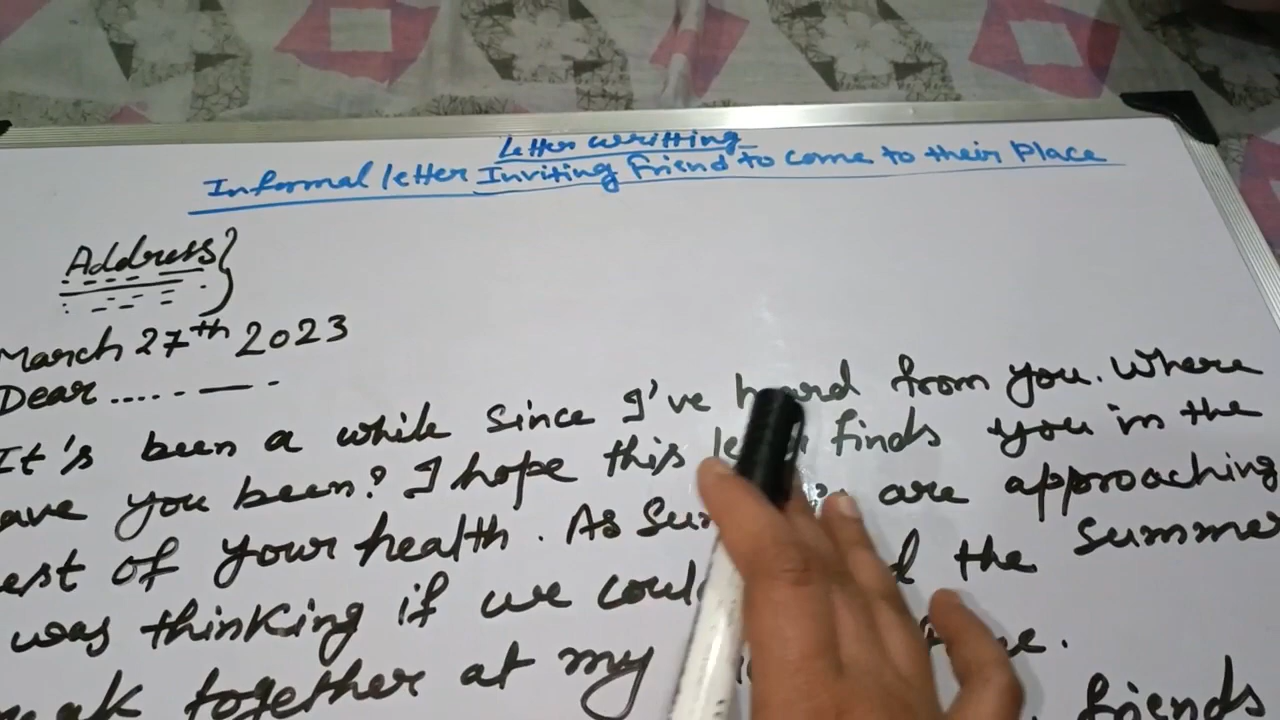 Letter writting
Informal letter Inviting Friend to come to their Place
Address
March 27th 2023
Dear ..... - — -
It's been a while since I've heard from you. Where
you been? I hope this finds you in the
of your health. As are approaching
was thinking if we the Summer
together at my
friends